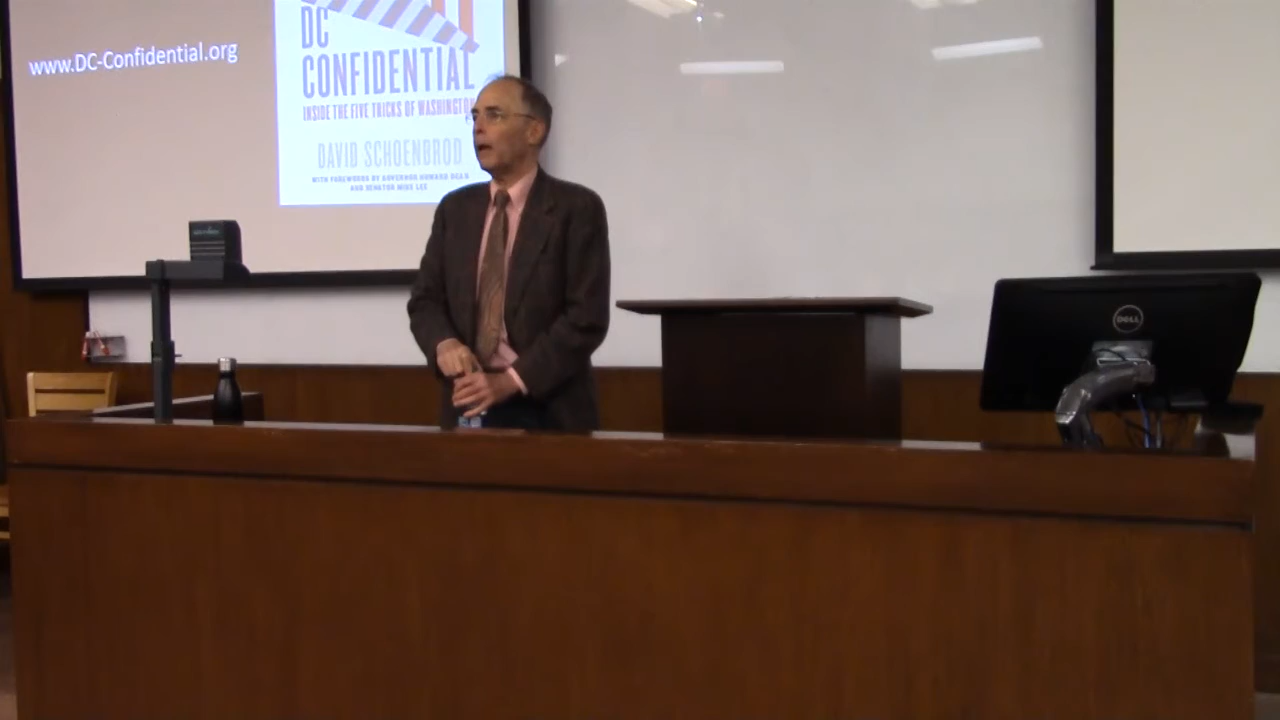 www.DC-Confidential.org
DC
CONFIDENTIAL
INSIDE THE FIVE TRICKS OF WASHINGTON
DAVID SCHOENBROD
WITH FOREWORDS BY GOVERNOR HOWARD DEAN
AND SENATOR MIKE LEE
DELL